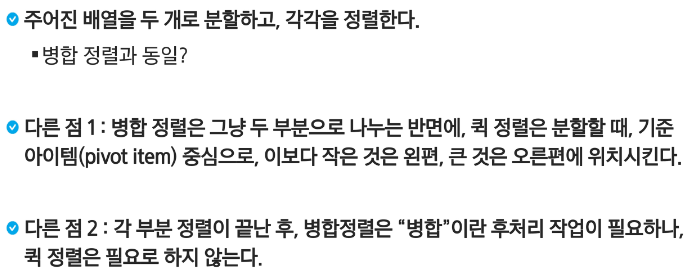 주어진 배열을 두 개로 분할하고, 각각을 정렬한다.
병합 정렬과 동일?
다른 점 1 : 병합 정렬은 그냥 두 부분으로 나누는 반면에, 퀵 정렬은 분할할 때, 기준
아이템(pivot item) 중심으로, 이보다 작은 것은 왼편, 큰 것은 오른편에 위치시킨다.
다른 점 2 : 각 부분 정렬이 끝난 후, 병합정렬은 “병합”이란 후처리 작업이 필요하나,
퀵 정렬은 필요로 하지 않는다.